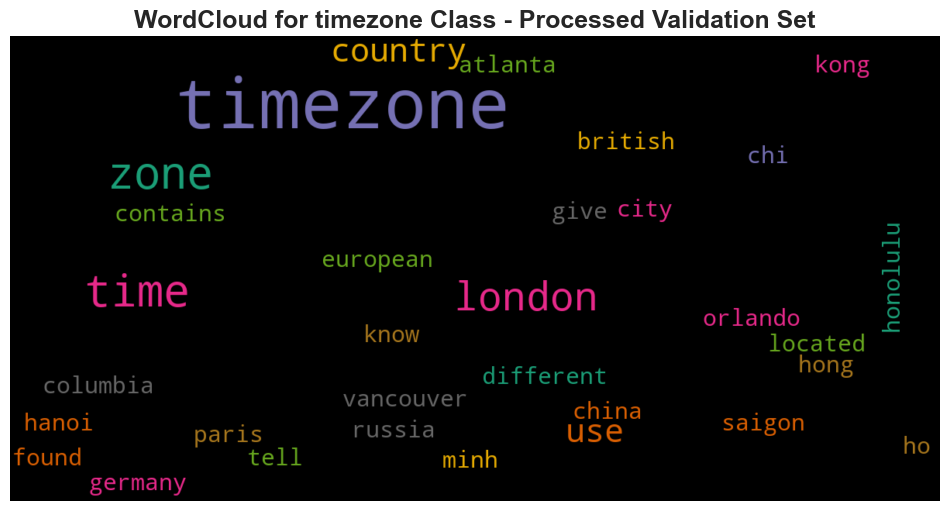 WordCloud for timezone Class - Processed Validation Set
country
atlanta
kong
timezone
british
chi
zone
contains
give
city
european
honolulu
time
london
orlando
know
located
hong
different
columbia
vancouver
china
hanoi
paris
russia
use
saigon
ho
found
tell
minh
germany